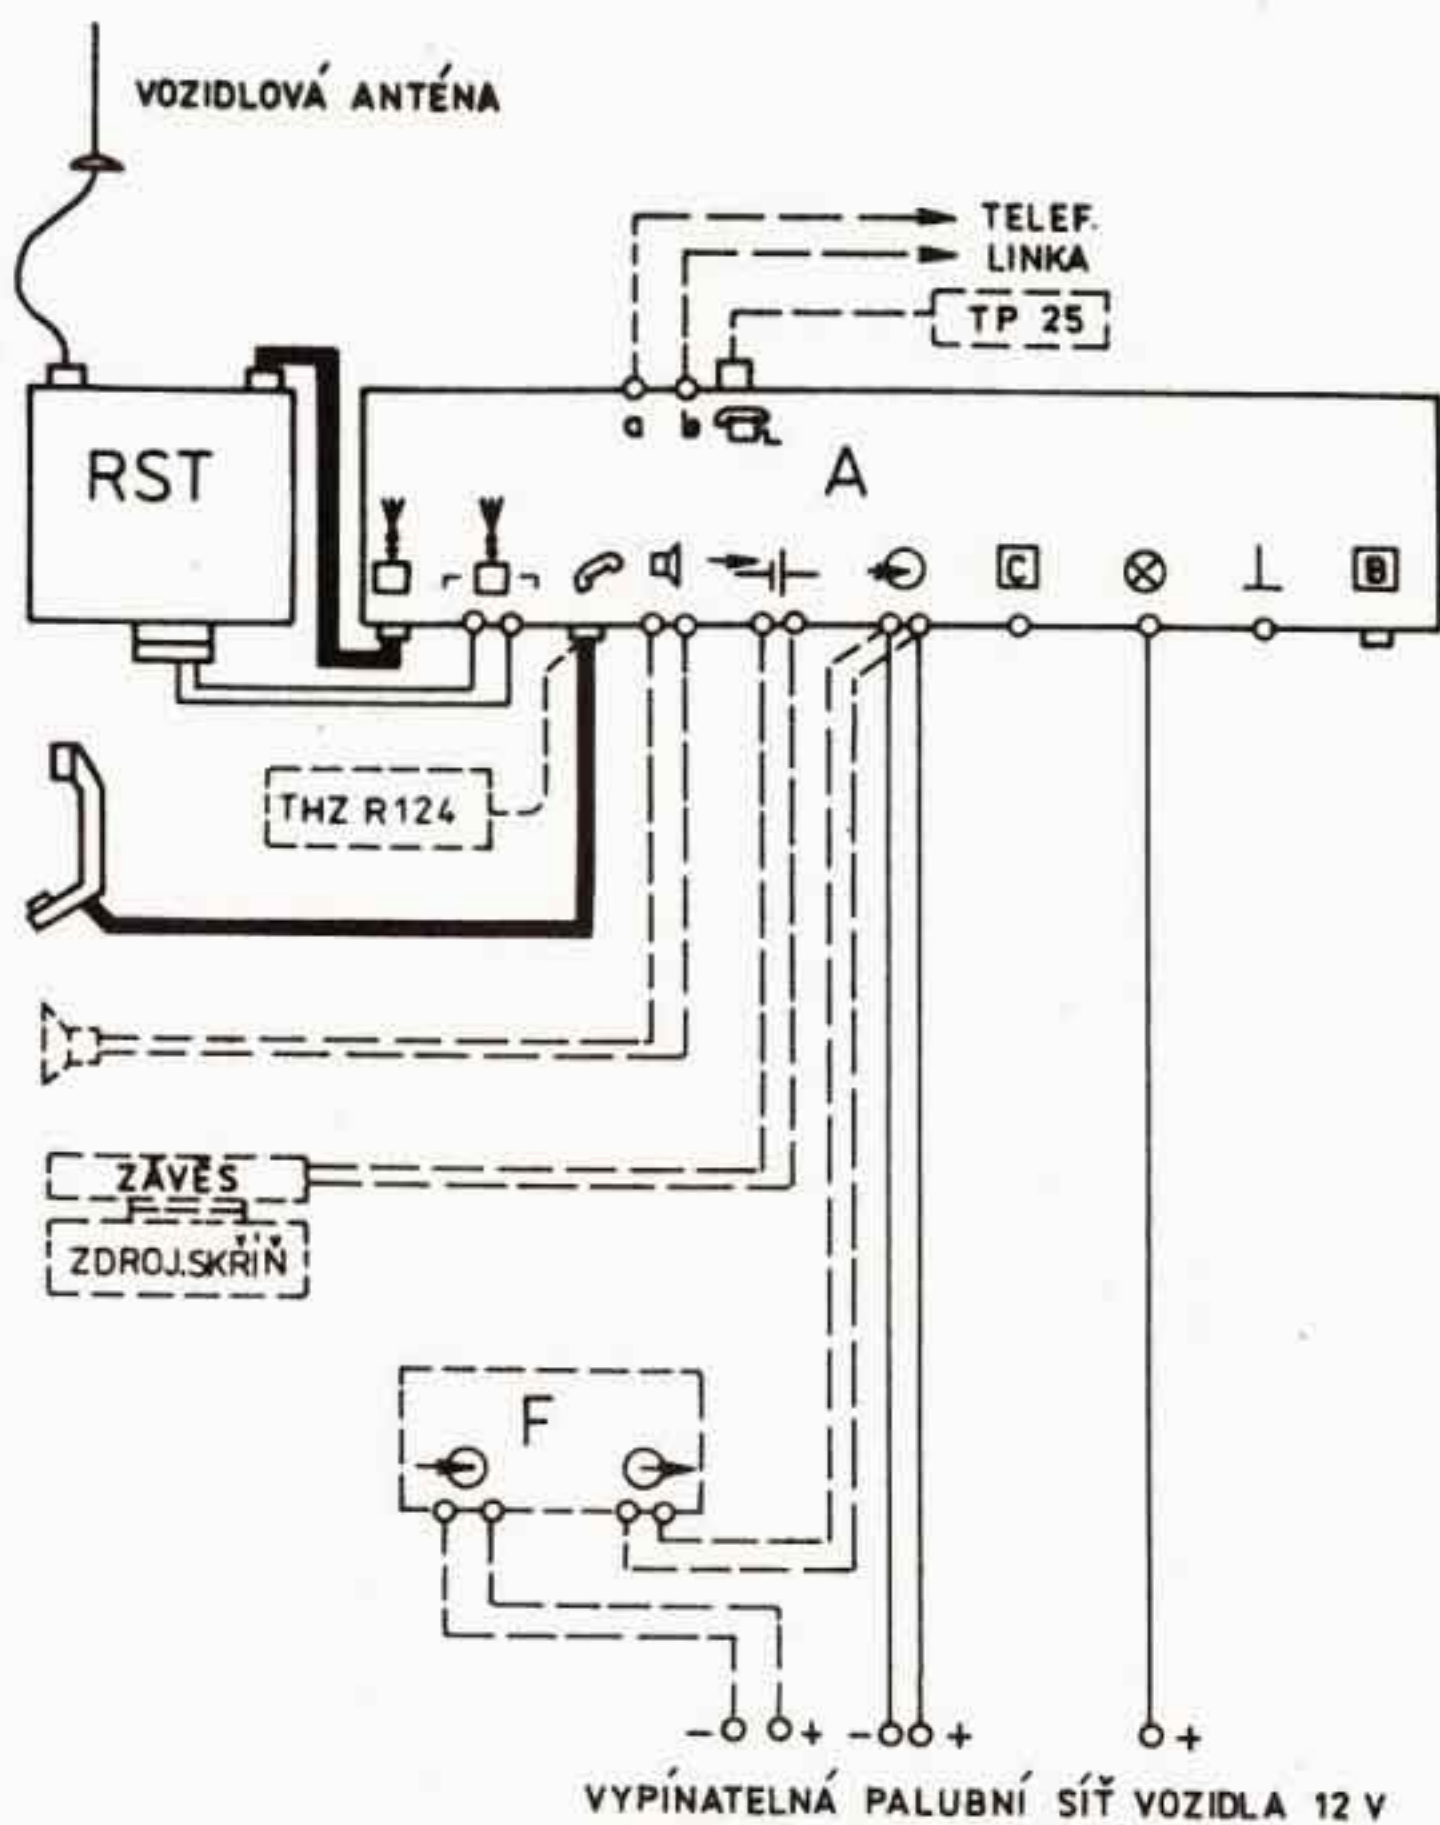 VOZIDLOVÁ ANTÉNA
TELEF.
LINKA
TP 25
RST
a b
A
C
B
THZ R124
ZÁVĚS
ZDROJ.SKŘÍŇ
F
- + - + +
VYPÍNATELNÁ PALUBNÍ SÍŤ VOZIDLA 12 V